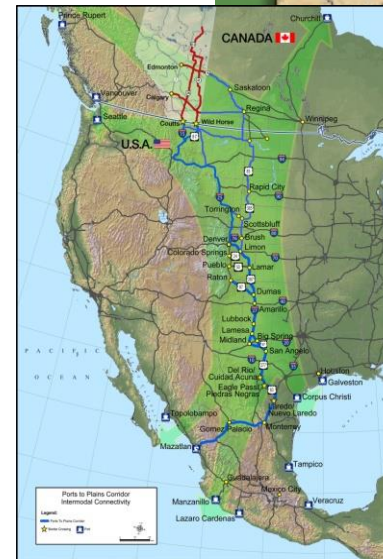 Prince Rupert
Churchill
CANADA
Edmonton
Saskatoon
Calgary
Regina
Vancouver
Winnipeg
Seattle
Coutts
Wild Horse
U.S.A.
Rapid City
Torrington
Scottsbluff
Denver
Brush
Limon
Colorado Springs
Pueblo
Lamar
Raton
Dumas
Amarillo
Lubbock
Lamesa
Big Spring
Midland
San Angelo
PACIFIC
OCEAN
Del Rio/
Cuidad Acuna
Houston
Galveston
Eagle Pass/
Piedras Negras
Corpus Christi
Laredo/
Nuevo Laredo
Topolobampo
Gomez Palacio
Monterrey
Mazatlan
Tampico
Guadalajara
Mexico City
Manzanillo
Veracruz
Lazaro Cardenas
Ports to Plains Corridor
Intermodal Connectivity
Legend:
Ports To Plains Corridor
Border Crossing
Port